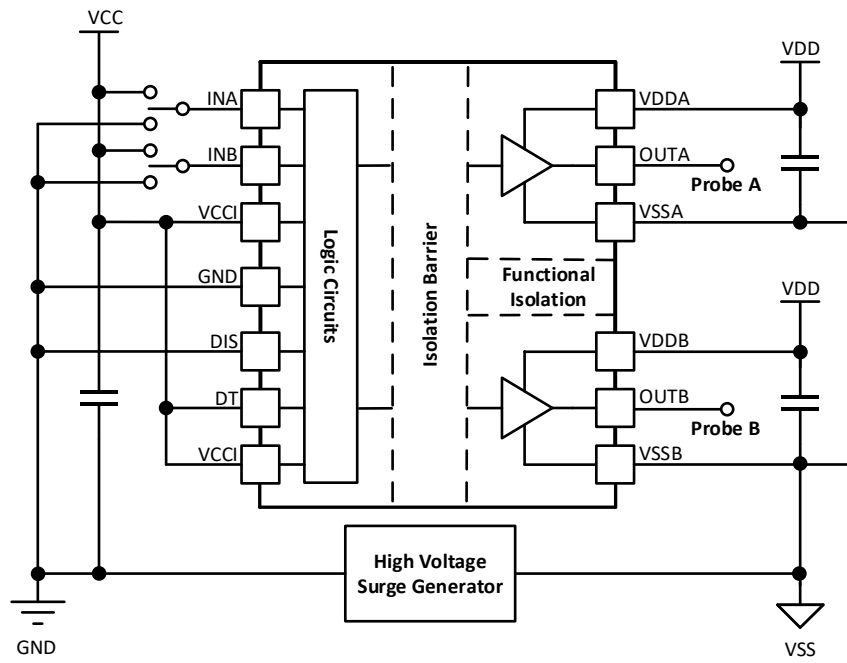 VCC
VDD
INA
VDDA
INB
OUTA
Probe A
VCCI
VSSA
Logic Circuits
Isolation Barrier
Functional
Isolation
GND
VDD
DIS
VDDB
DT
OUTB
Probe B
VCCI
VSSB
High Voltage
Surge Generator
GND
VSS